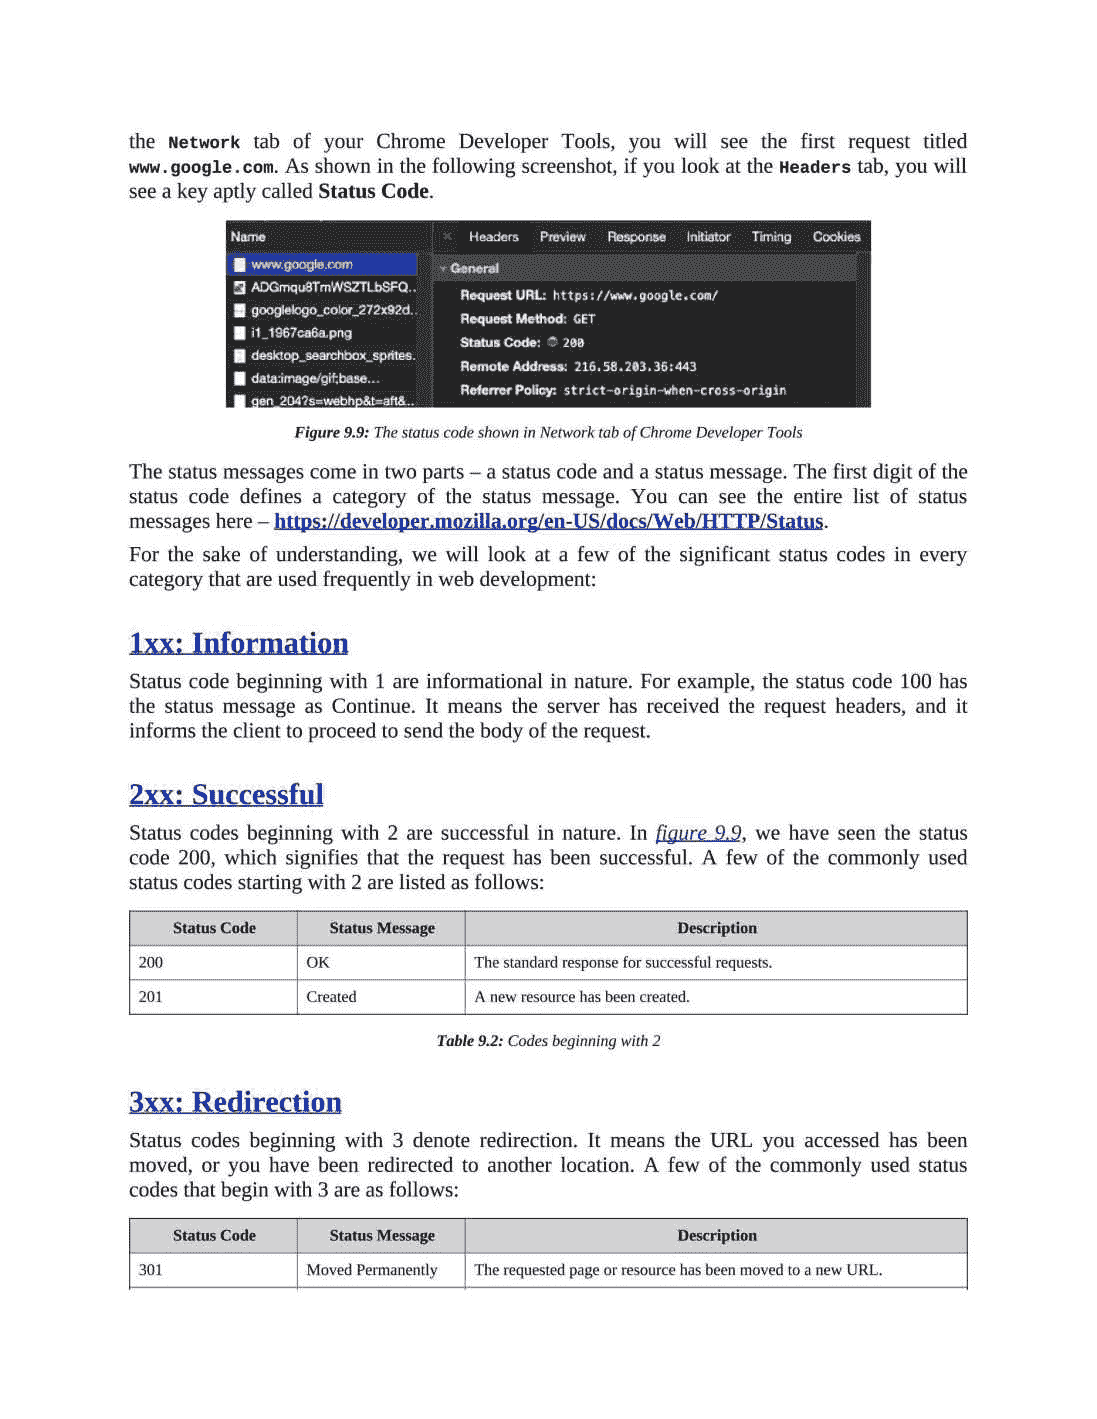 the Network tab of your Chrome Developer Tools, you will see the first request titled
www.google.com. As shown in the following screenshot, if you look at the Headers tab, you will
see a key aptly called Status Code.
Name
www.google.com
ADGmqu8TmWSZTLbSFQ..
googlelogo_color_272x92d..
i1_1967ca6a.png
desktop_searchbox_sprites.
data:image/gif;base...
gen_204?s=webhp&t=aft&..
× Headers Preview Response Initiator Timing Cookies
▾ General
Request URL: https://www.google.com/
Request Method: GET
Status Code: 200
Remote Address: 216.58.203.36:443
Referrer Policy: strict-origin-when-cross-origin
Figure 9.9: The status code shown in Network tab of Chrome Developer Tools
The status messages come in two parts – a status code and a status message. The first digit of the
status code defines a category of the status message. You can see the entire list of status
messages here – https://developer.mozilla.org/en-US/docs/Web/HTTP/Status.
For the sake of understanding, we will look at a few of the significant status codes in every
category that are used frequently in web development:
1xx: Information
Status code beginning with 1 are informational in nature. For example, the status code 100 has
the status message as Continue. It means the server has received the request headers, and it
informs the client to proceed to send the body of the request.
2xx: Successful
Status codes beginning with 2 are successful in nature. In figure 9.9, we have seen the status
code 200, which signifies that the request has been successful. A few of the commonly used
status codes starting with 2 are listed as follows:
Status Code Status Message Description
200 OK The standard response for successful requests.
201 Created A new resource has been created.
Table 9.2: Codes beginning with 2
3xx: Redirection
Status codes beginning with 3 denote redirection. It means the URL you accessed has been
moved, or you have been redirected to another location. A few of the commonly used status
codes that begin with 3 are as follows:
Status Code Status Message Description
301 Moved Permanently The requested page or resource has been moved to a new URL.